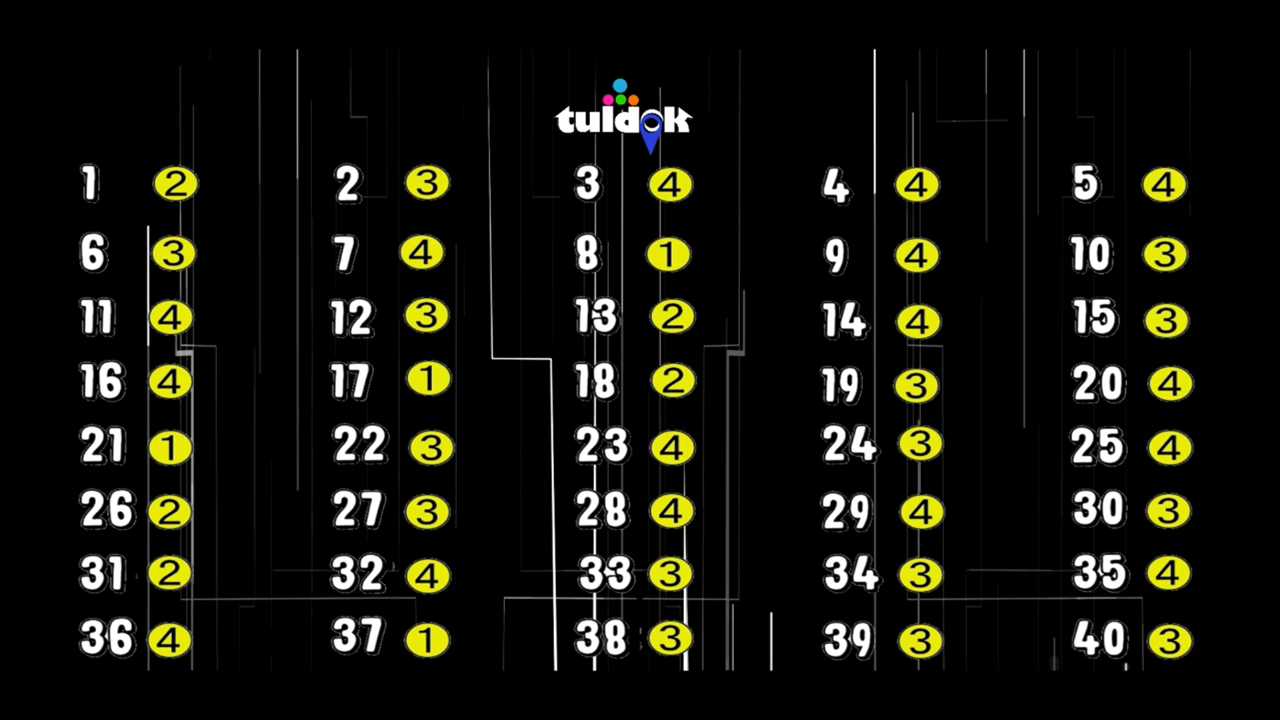 tuldok
1 2 2 3 3 4 4 4 5 4
6 3 7 4 8 1 9 4 10 3
11 4 12 3 13 2 14 4 15 3
16 4 17 1 18 2 19 3 20 4
21 1 22 3 23 4 24 3 25 4
26 2 27 3 28 4 29 4 30 3
31 2 32 4 33 3 34 3 35 4
36 4 37 1 38 3 39 3 40 3